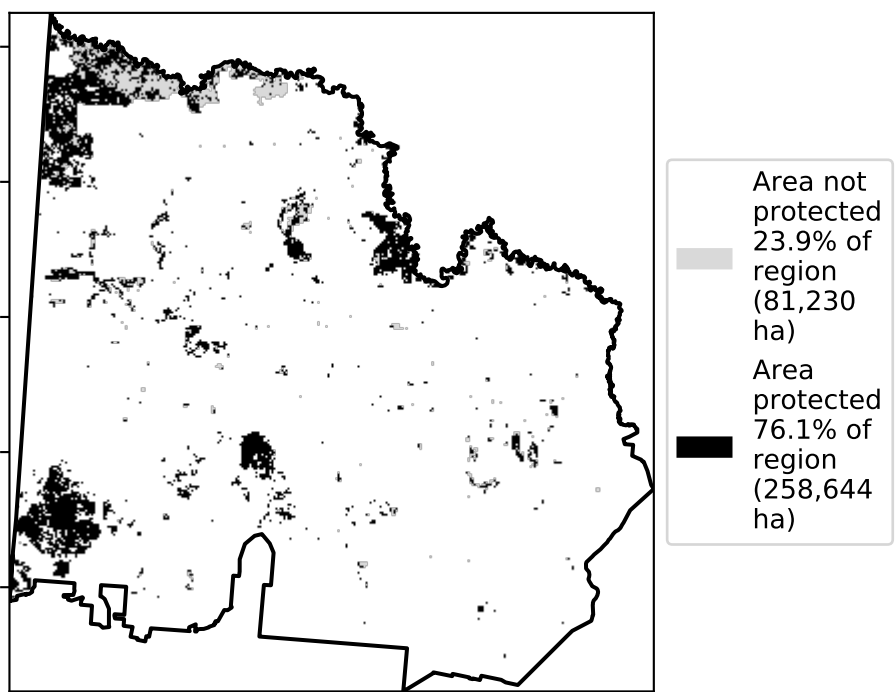 Area not
protected
23.9% of
region
(81,230
ha)
Area
protected
76.1% of
region
(258,644
ha)